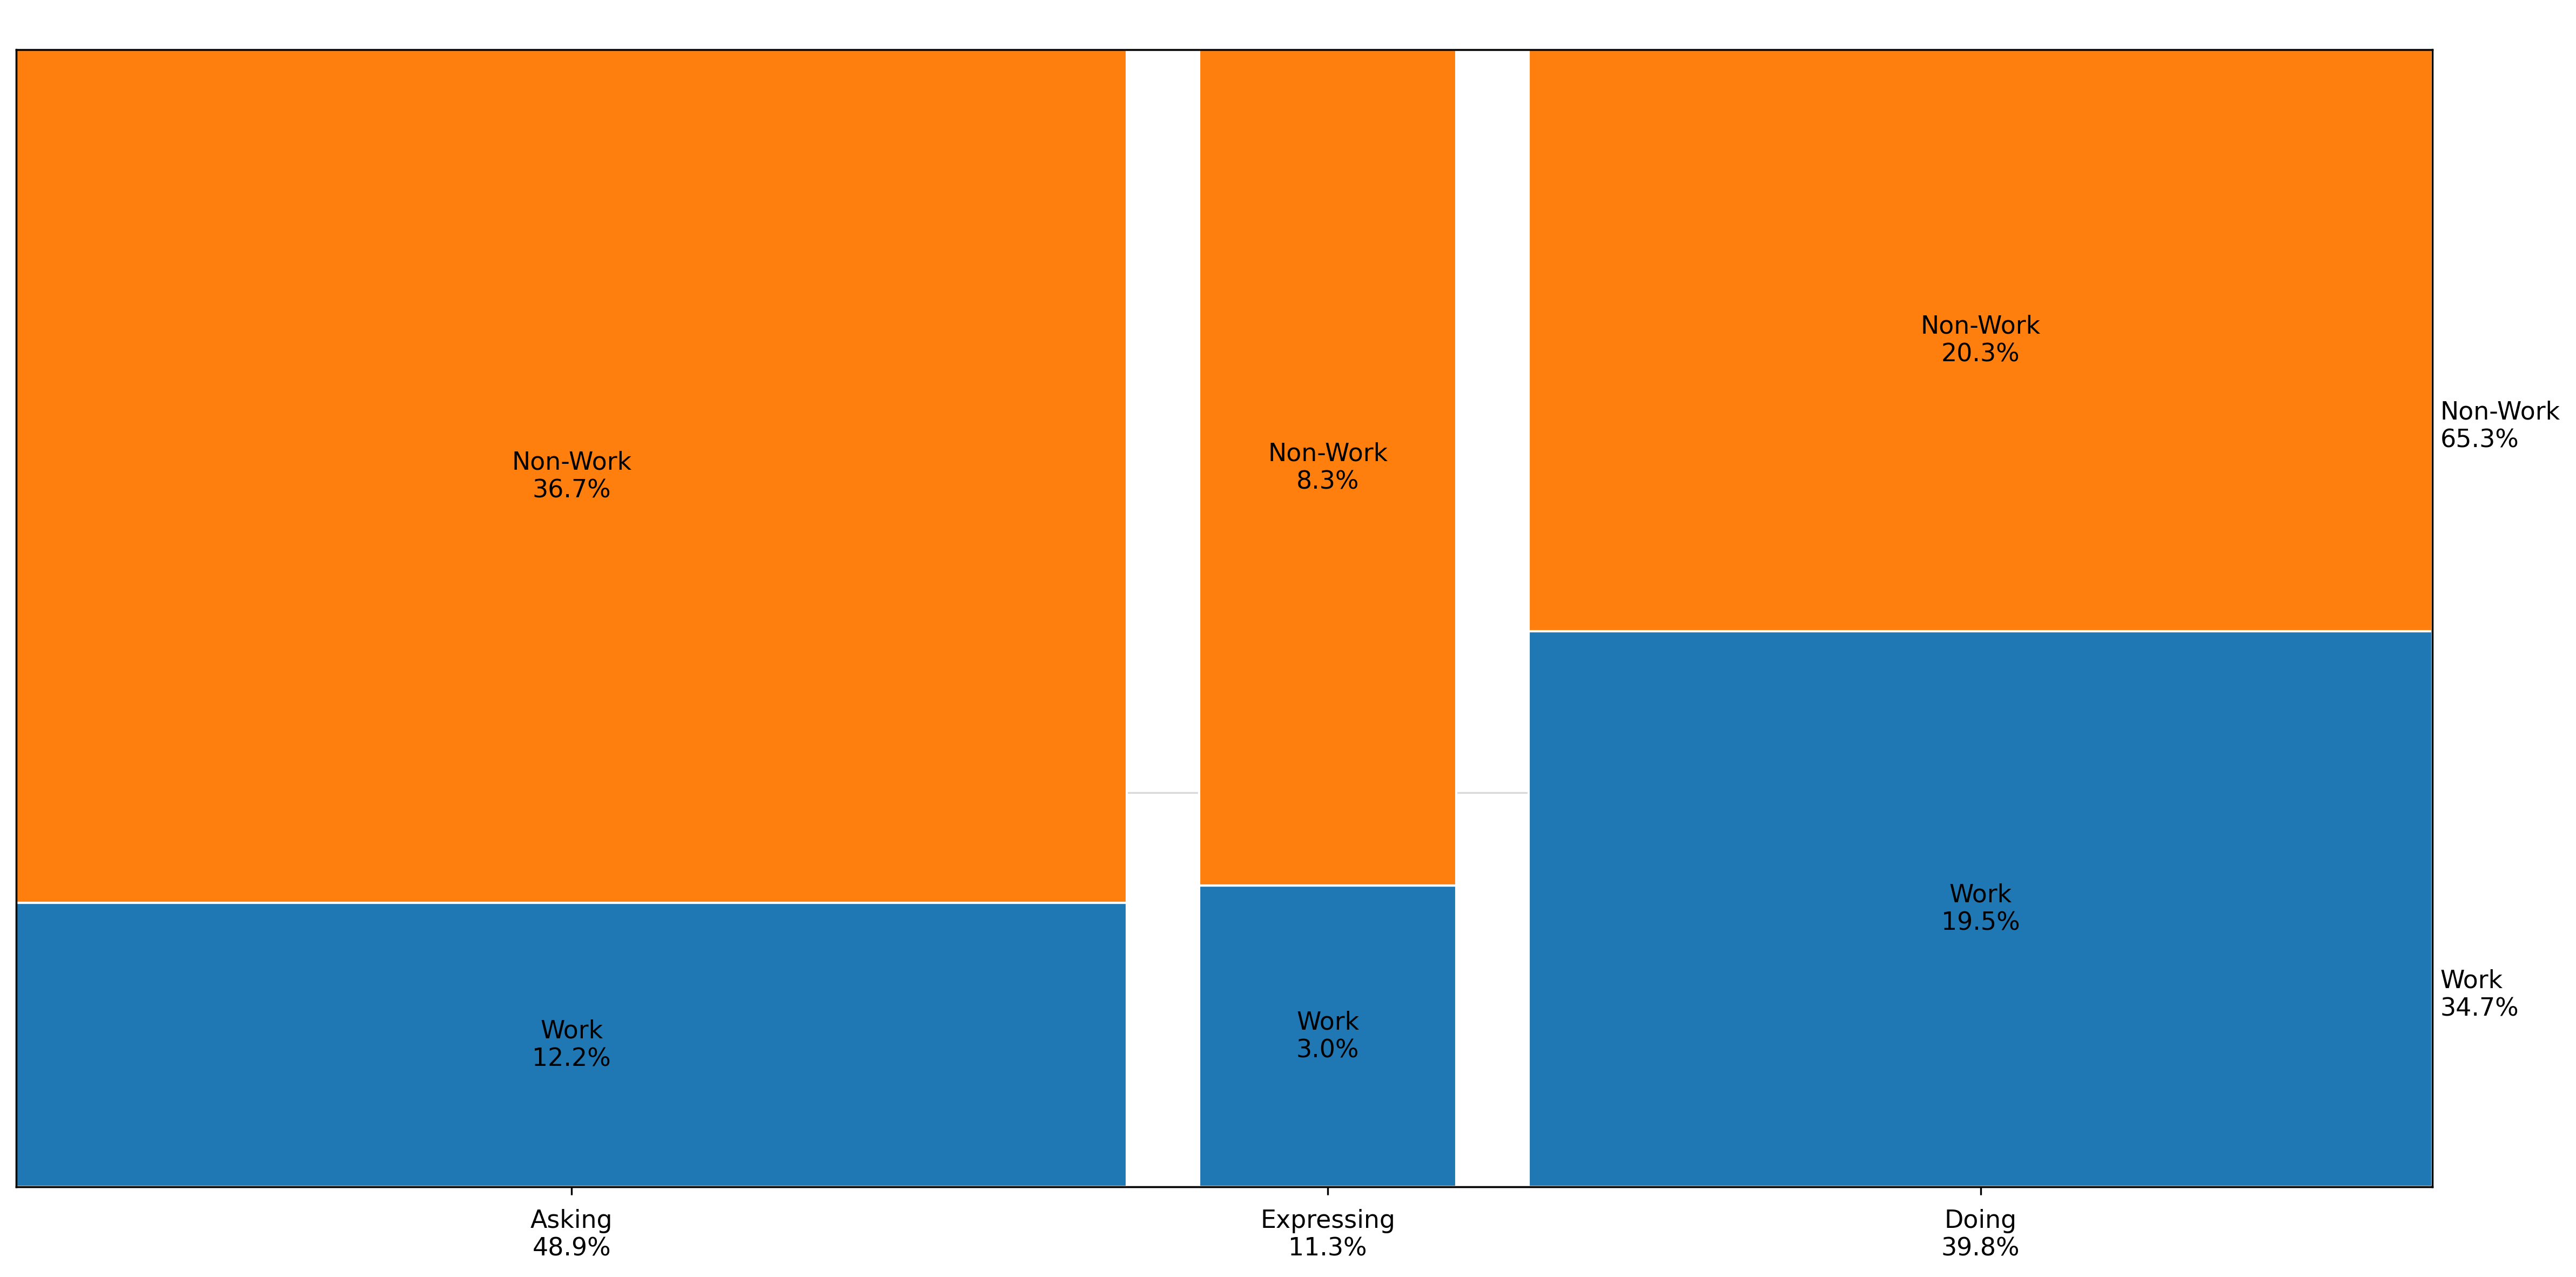 Non-Work
36.7%
Work
12.2%
Non-Work
8.3%
Work
3.0%
Non-Work
20.3%
Work
19.5%
Non-Work
65.3%
Work
34.7%
Asking
48.9%
Expressing
11.3%
Doing
39.8%